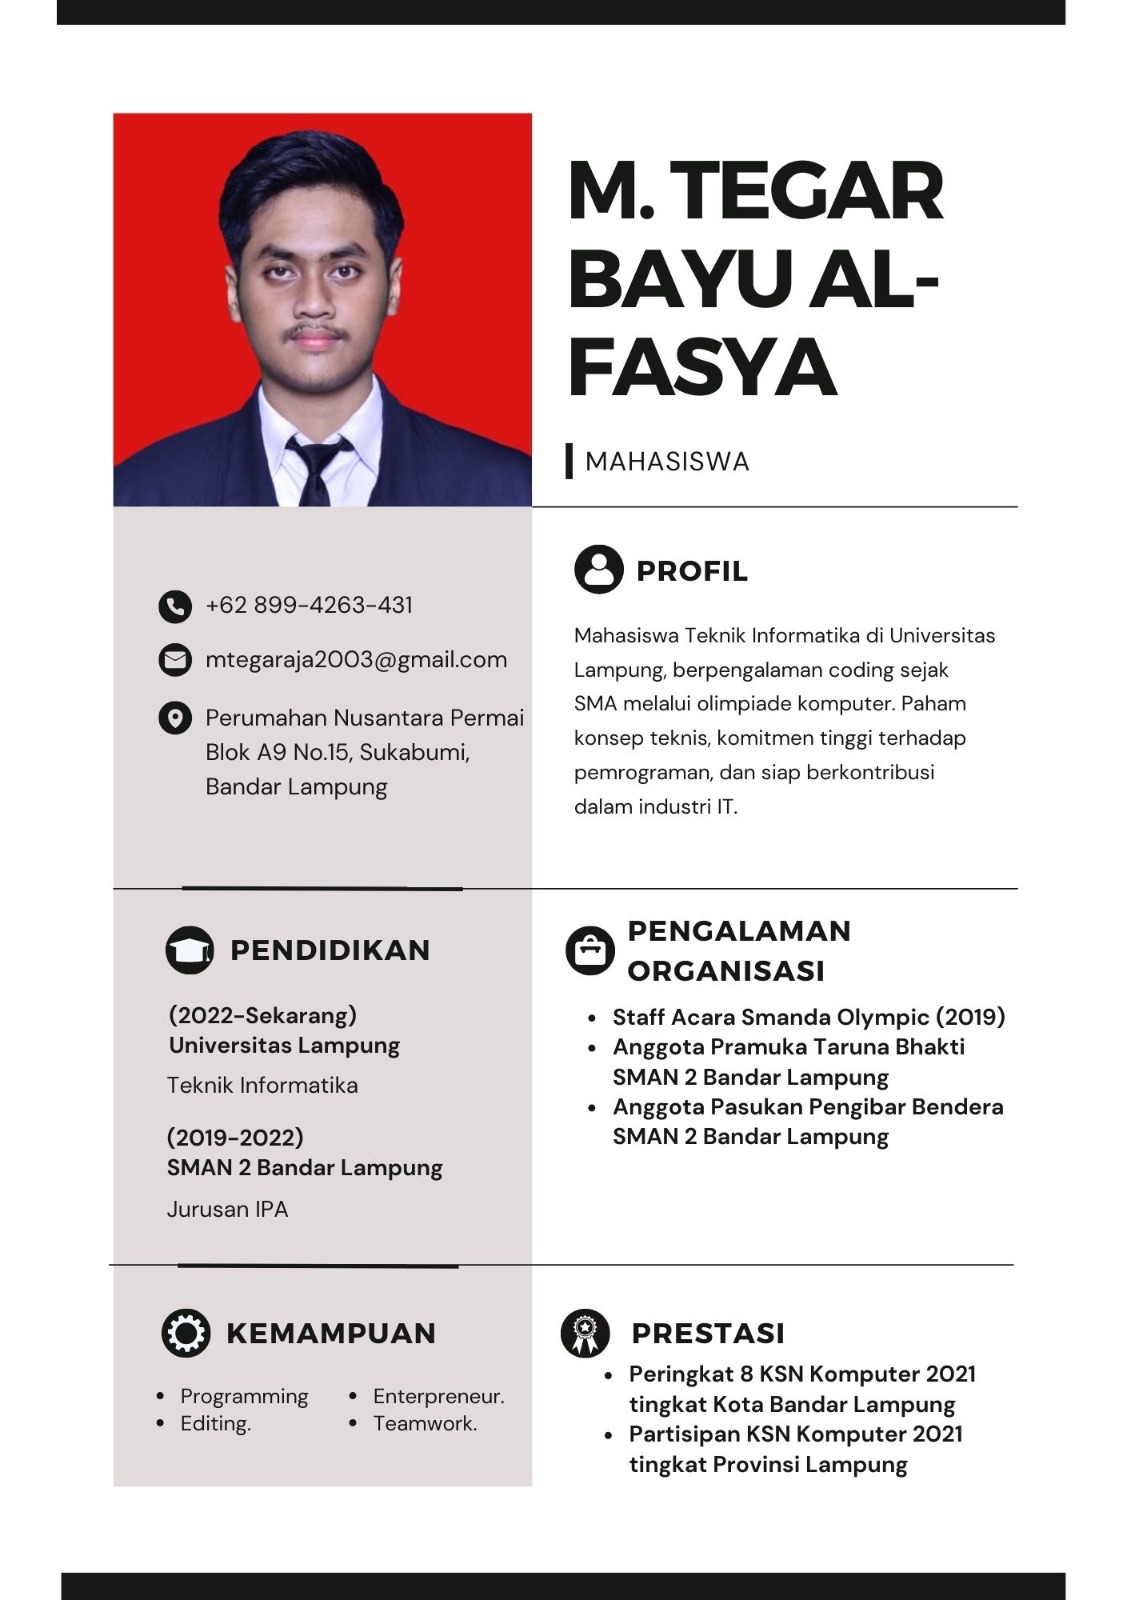 M. TEGAR
BAYU AL-
FASYA
MAHASISWA
+62 899-4263-431
mtegaraja2003@gmail.com
Perumahan Nusantara Permai
Blok A9 No.15, Sukabumi,
Bandar Lampung
PROFIL
Mahasiswa Teknik Informatika di Universitas
Lampung, berpengalaman coding sejak
SMA melalui olimpiade komputer. Paham
konsep teknis, komitmen tinggi terhadap
pemrograman, dan siap berkontribusi
dalam industri IT.
PENDIDIKAN
(2022-Sekarang)
Universitas Lampung
Teknik Informatika
(2019-2022)
SMAN 2 Bandar Lampung
Jurusan IPA
PENGALAMAN
ORGANISASI
• Staff Acara Smanda Olympic (2019)
• Anggota Pramuka Taruna Bhakti
SMAN 2 Bandar Lampung
• Anggota Pasukan Pengibar Bendera
SMAN 2 Bandar Lampung
KEMAMPUAN
• Programming
• Editing.
• Enterpreneur.
• Teamwork.
PRESTASI
• Peringkat 8 KSN Komputer 2021
tingkat Kota Bandar Lampung
• Partisipan KSN Komputer 2021
tingkat Provinsi Lampung